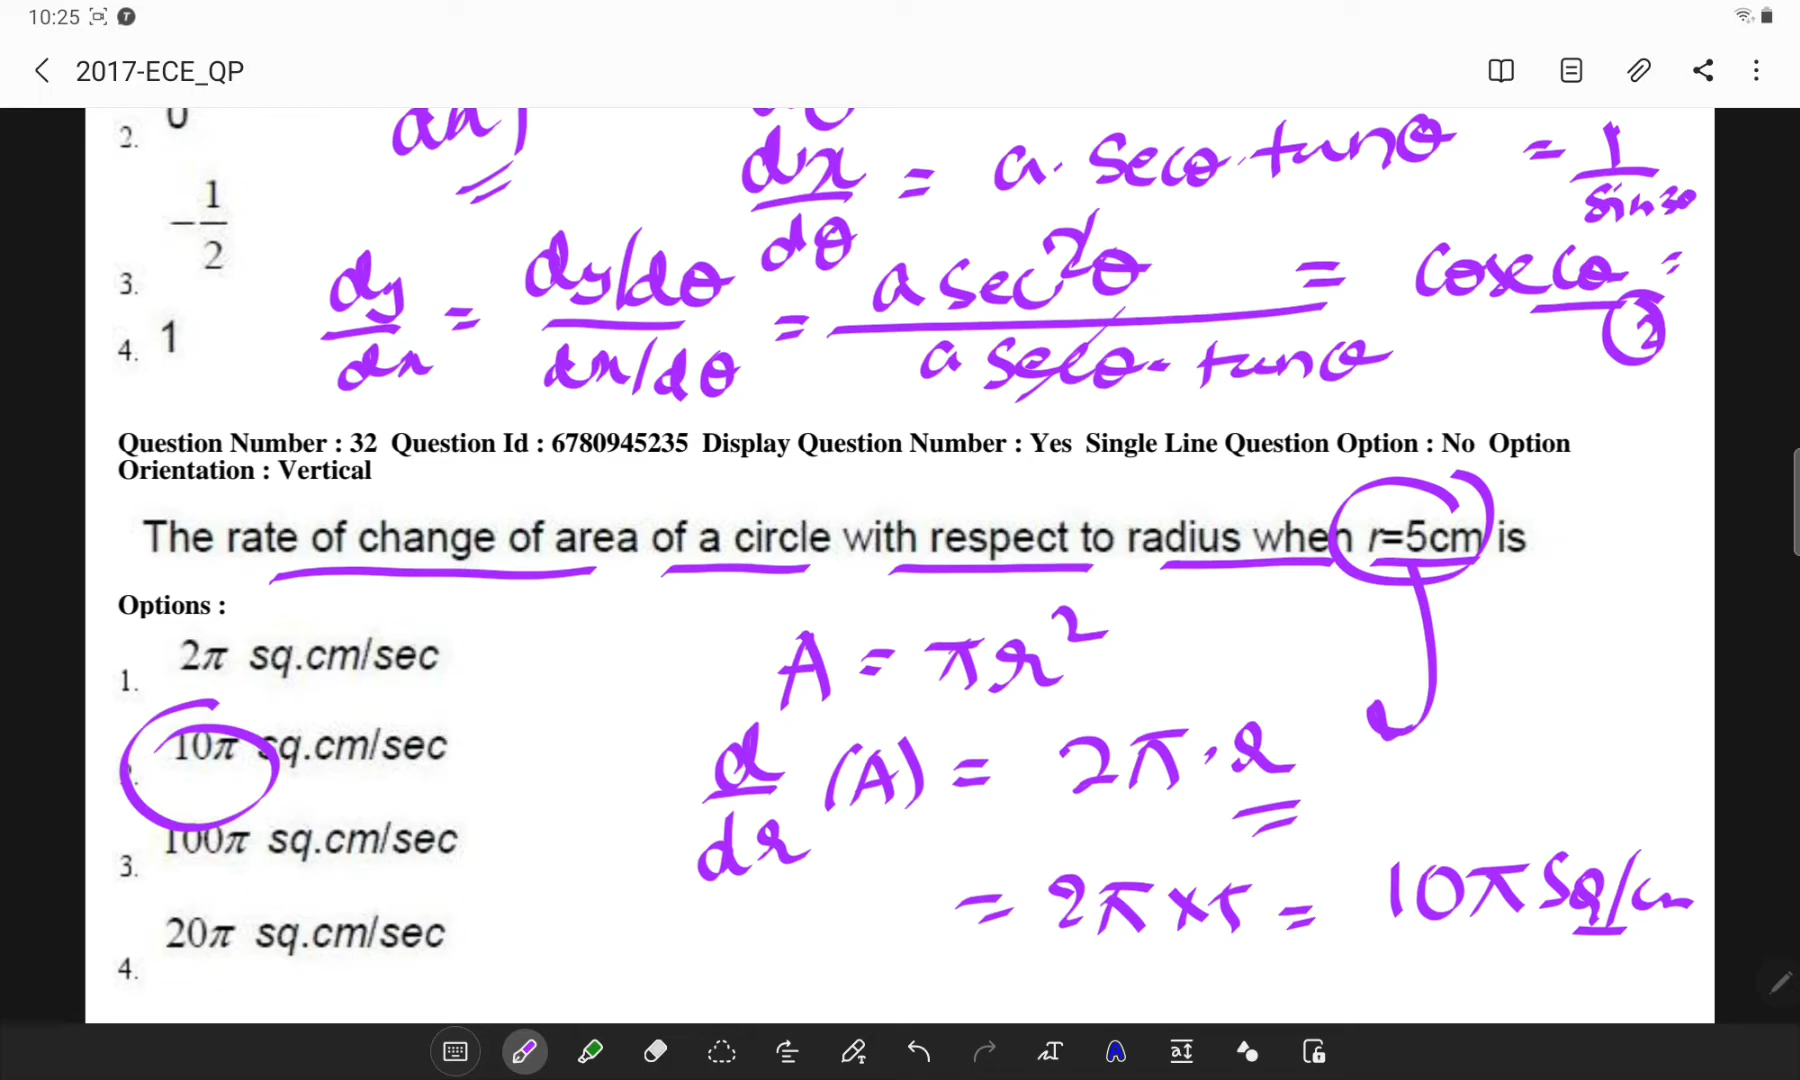 10:25
2017-ECE_QP
2. 0
dx/dθ = a. secθ.tanθ = 1/sin30
3. -1/2
dy/dx = dy/dθ / dx/dθ = a sec²θ / a secθ. tanθ = cosecθ = 2
4. 1
Question Number : 32 Question Id : 6780945235 Display Question Number : Yes Single Line Question Option : No Option
Orientation : Vertical
The rate of change of area of a circle with respect to radius when r=5cm is
Options :
1. 2π sq.cm/sec
A = πr²
10π sq.cm/sec
d/dr (A) = 2π.r
3. 100π sq.cm/sec
= 2π×5 = 10π sq/cm
4. 20π sq.cm/sec